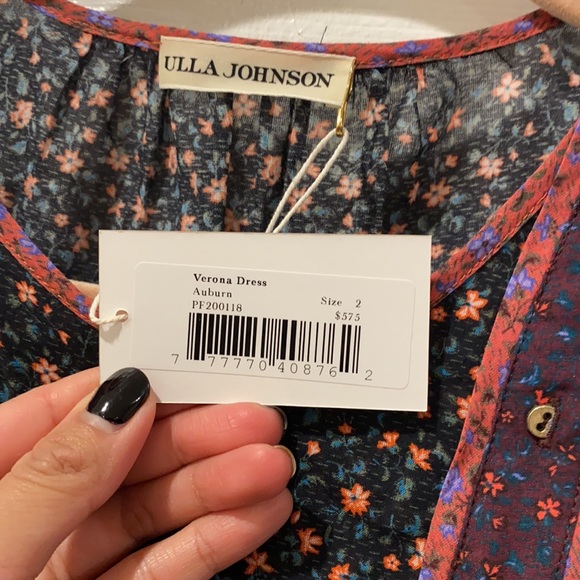 ULLA JOHNSON
Verona Dress
Auburn Size 2
PF200118 $575
7 77770 40876 2